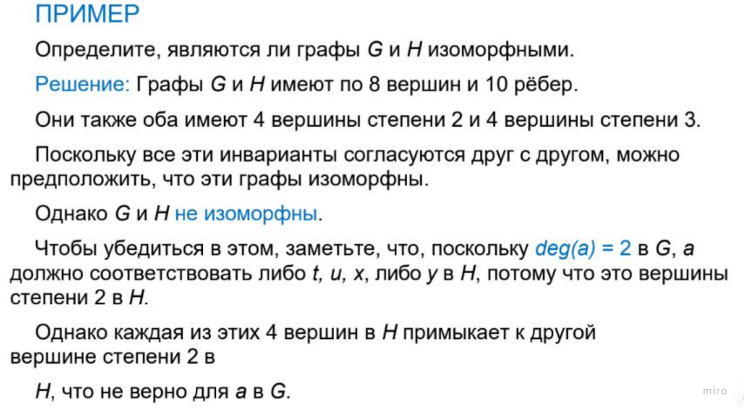 ПРИМЕР
Определите, являются ли графы G и H изоморфными.
Решение: Графы G и H имеют по 8 вершин и 10 рёбер.
Они также оба имеют 4 вершины степени 2 и 4 вершины степени 3.
Поскольку все эти инварианты согласуются друг с другом, можно
предположить, что эти графы изоморфны.
Однако G и H не изоморфны.
Чтобы убедиться в этом, заметьте, что, поскольку deg(a) = 2 в G, a
должно соответствовать либо t, u, x, либо y в H, потому что это вершины
степени 2 в H.
Однако каждая из этих 4 вершин в H примыкает к другой
вершине степени 2 в
H, что не верно для a в G.
miro